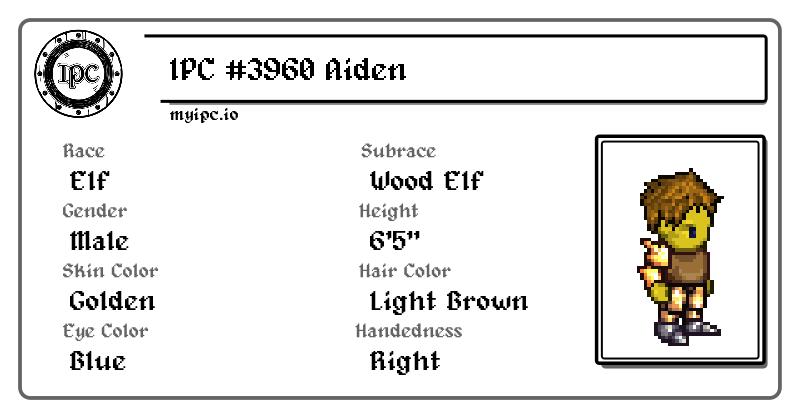 IPC
IPC #3960 Aiden
myipc.io
Race
Elf
Subrace
Wood Elf
Gender
Male
Height
6'5"
Skin Color
Golden
Hair Color
Light Brown
Eye Color
Blue
Handedness
Right